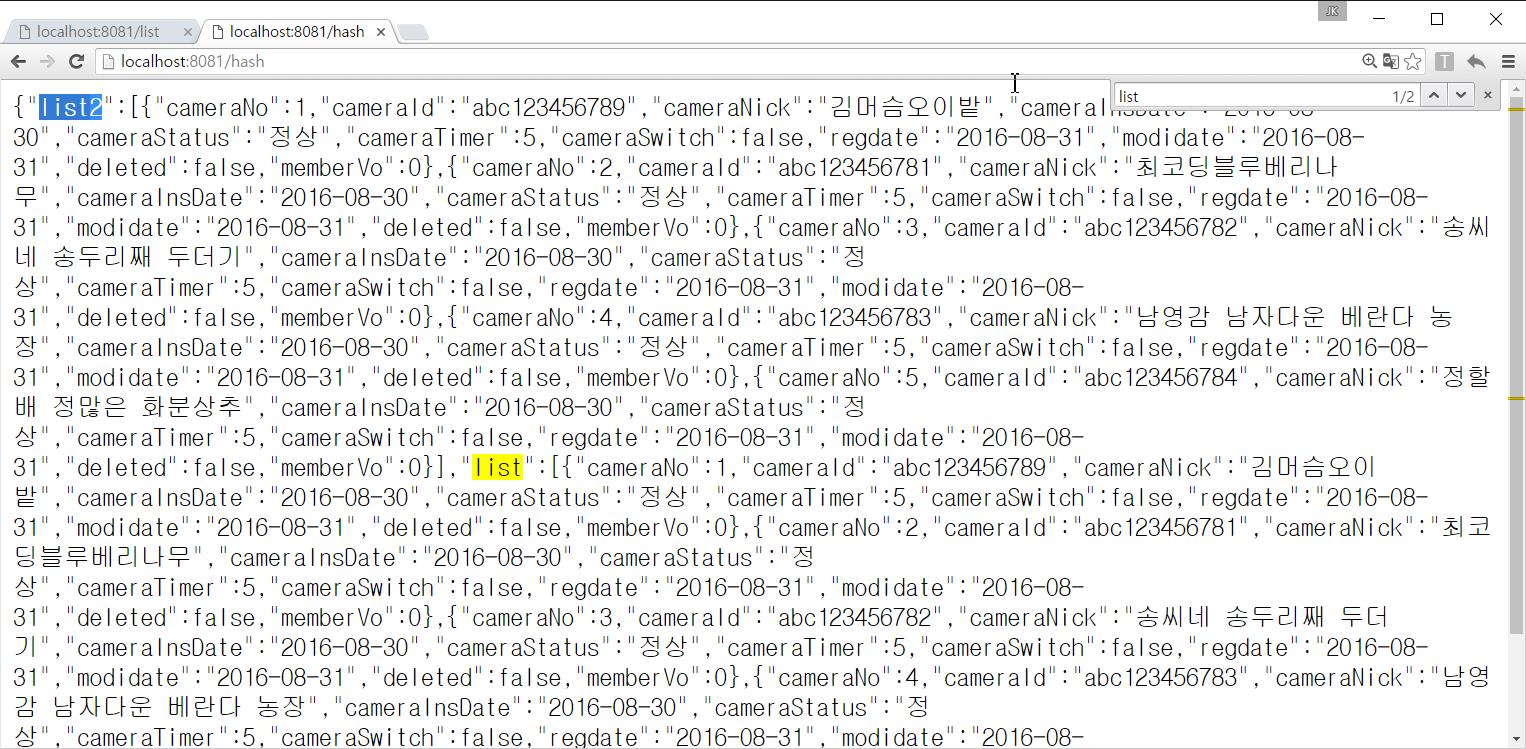 JK
localhost:8081/list
localhost:8081/hash
localhost:8081/hash
T
list 1/2
{"list2":[{"cameraNo":1,"cameraId":"abc123456789","cameraNick":"김머슴오이밭","cameraInsDate":"2016-08-
30","cameraStatus":"정상","cameraTimer":5,"cameraSwitch":false,"regdate":"2016-08-31","modidate":"2016-08-
31","deleted":false,"memberVo":0},{"cameraNo":2,"cameraId":"abc123456781","cameraNick":"최코딩블루베리나
무","cameraInsDate":"2016-08-30","cameraStatus":"정상","cameraTimer":5,"cameraSwitch":false,"regdate":"2016-08-
31","modidate":"2016-08-31","deleted":false,"memberVo":0},{"cameraNo":3,"cameraId":"abc123456782","cameraNick":"송씨
네 송두리째 두더기","cameraInsDate":"2016-08-30","cameraStatus":"정
상","cameraTimer":5,"cameraSwitch":false,"regdate":"2016-08-31","modidate":"2016-08-
31","deleted":false,"memberVo":0},{"cameraNo":4,"cameraId":"abc123456783","cameraNick":"남영감 남자다운 베란다 농
장","cameraInsDate":"2016-08-30","cameraStatus":"정상","cameraTimer":5,"cameraSwitch":false,"regdate":"2016-08-
31","modidate":"2016-08-31","deleted":false,"memberVo":0},{"cameraNo":5,"cameraId":"abc123456784","cameraNick":"정할
배 정많은 화분상추","cameraInsDate":"2016-08-30","cameraStatus":"정
상","cameraTimer":5,"cameraSwitch":false,"regdate":"2016-08-31","modidate":"2016-08-
31","deleted":false,"memberVo":0}],"list":[{"cameraNo":1,"cameraId":"abc123456789","cameraNick":"김머슴오이
밭","cameraInsDate":"2016-08-30","cameraStatus":"정상","cameraTimer":5,"cameraSwitch":false,"regdate":"2016-08-
31","modidate":"2016-08-31","deleted":false,"memberVo":0},{"cameraNo":2,"cameraId":"abc123456781","cameraNick":"최코
딩블루베리나무","cameraInsDate":"2016-08-30","cameraStatus":"정
상","cameraTimer":5,"cameraSwitch":false,"regdate":"2016-08-31","modidate":"2016-08-
31","deleted":false,"memberVo":0},{"cameraNo":3,"cameraId":"abc123456782","cameraNick":"송씨네 송두리째 두더
기","cameraInsDate":"2016-08-30","cameraStatus":"정상","cameraTimer":5,"cameraSwitch":false,"regdate":"2016-08-
31","modidate":"2016-08-31","deleted":false,"memberVo":0},{"cameraNo":4,"cameraId":"abc123456783","cameraNick":"남영
감 남자다운 베란다 농장","cameraInsDate":"2016-08-30","cameraStatus":"정
상","cameraTimer":5,"cameraSwitch":false,"regdate":"2016-08-31","modidate":"2016-08-